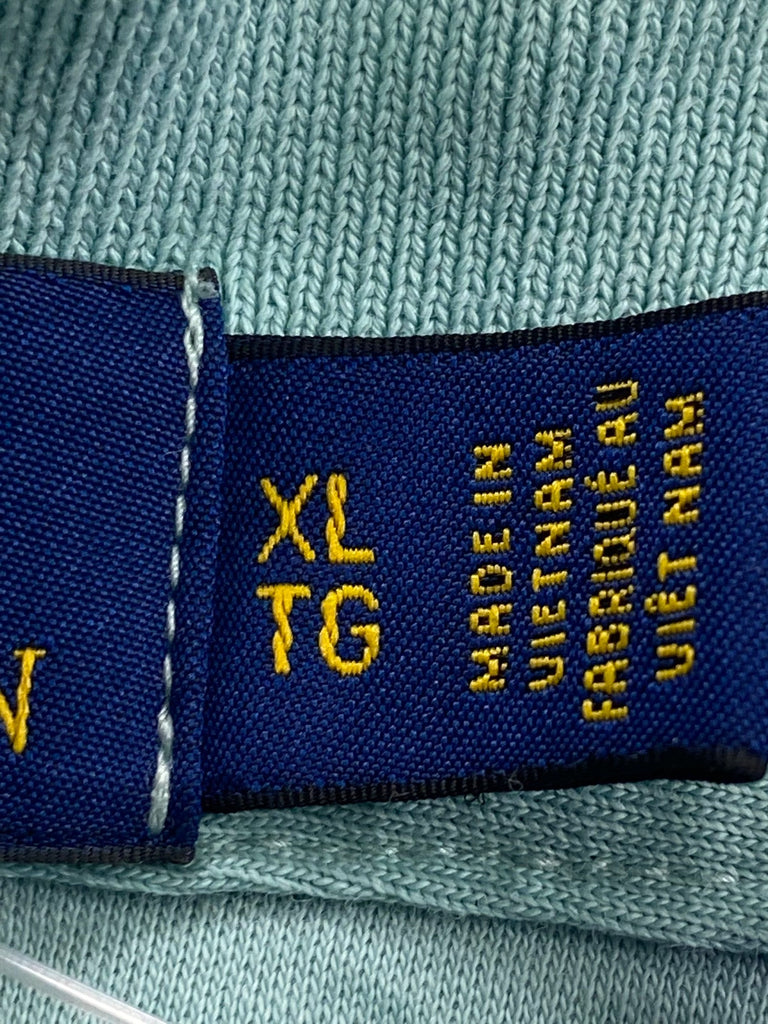 XL
TG
MADE IN
VIETNAM
FABRIQUÉ AU
VIÊT NAM